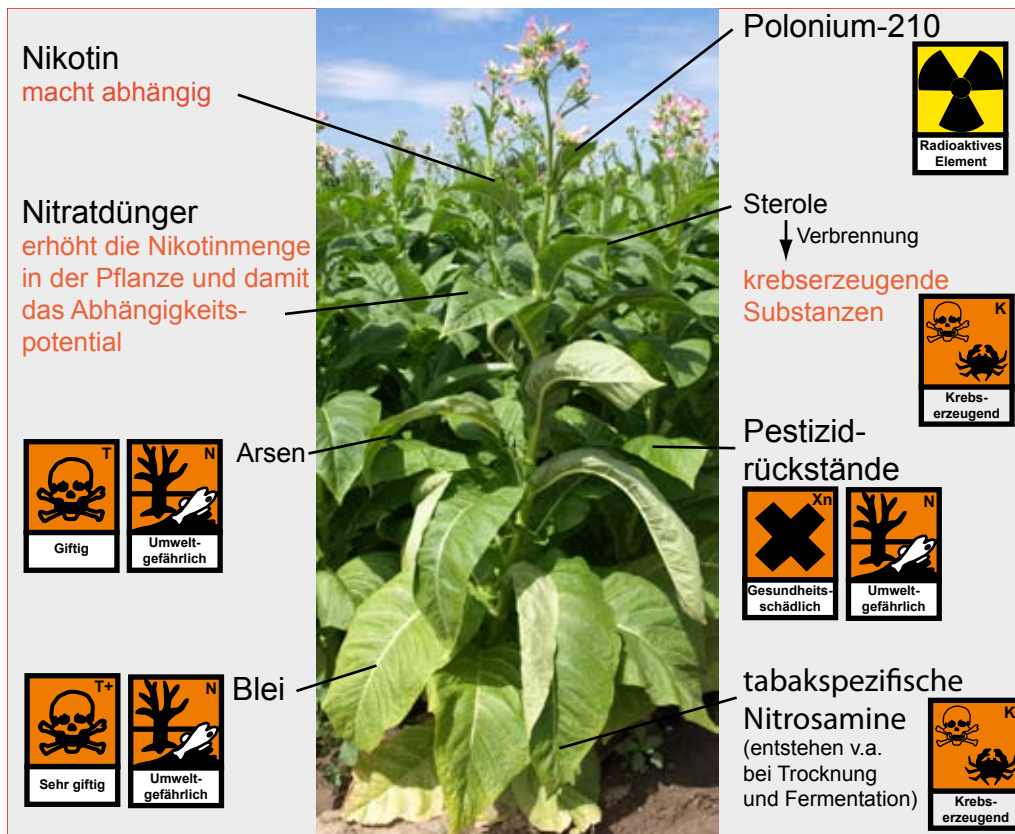 Nikotin
macht abhängig
Nitratdünger
erhöht die Nikotinmenge
in der Pflanze und damit
das Abhängigkeits-
potential
T
Giftig
N
Umwelt-
gefährlich
Arsen
T+
Sehr giftig
N
Umwelt-
gefährlich
Blei
Polonium-210
Radioaktives
Element
Sterole
Verbrennung
krebserzeugende
Substanzen
K
Krebs-
erzeugend
Pestizid-
rückstände
Xn
Gesundheits-
schädlich
N
Umwelt-
gefährlich
tabakspezifische
Nitrosamine
(entstehen v.a.
bei Trocknung
und Fermentation)
K
Krebs-
erzeugend